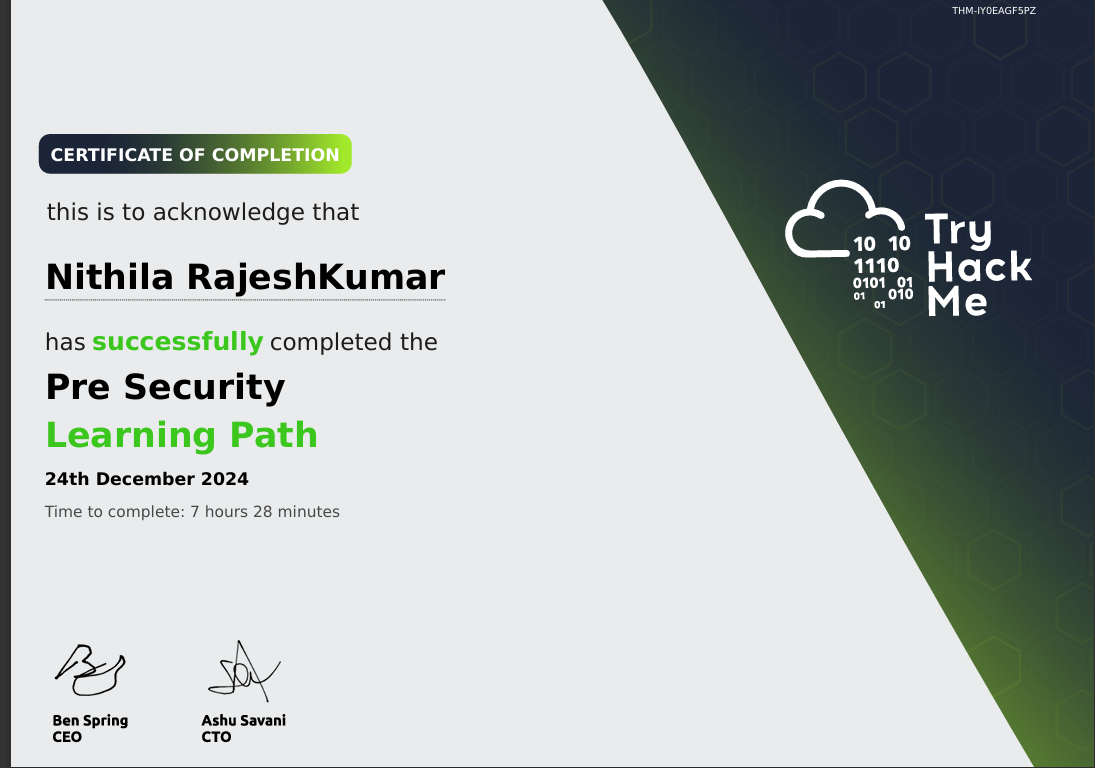 THM-IY0EAGF5PZ
CERTIFICATE OF COMPLETION
this is to acknowledge that
Nithila RajeshKumar
has successfully completed the
Pre Security
Learning Path
24th December 2024
Time to complete: 7 hours 28 minutes
10 10
1110
0101 01
01 010
01
Try
Hack
Me
Ben Spring
CEO
Ashu Savani
CTO